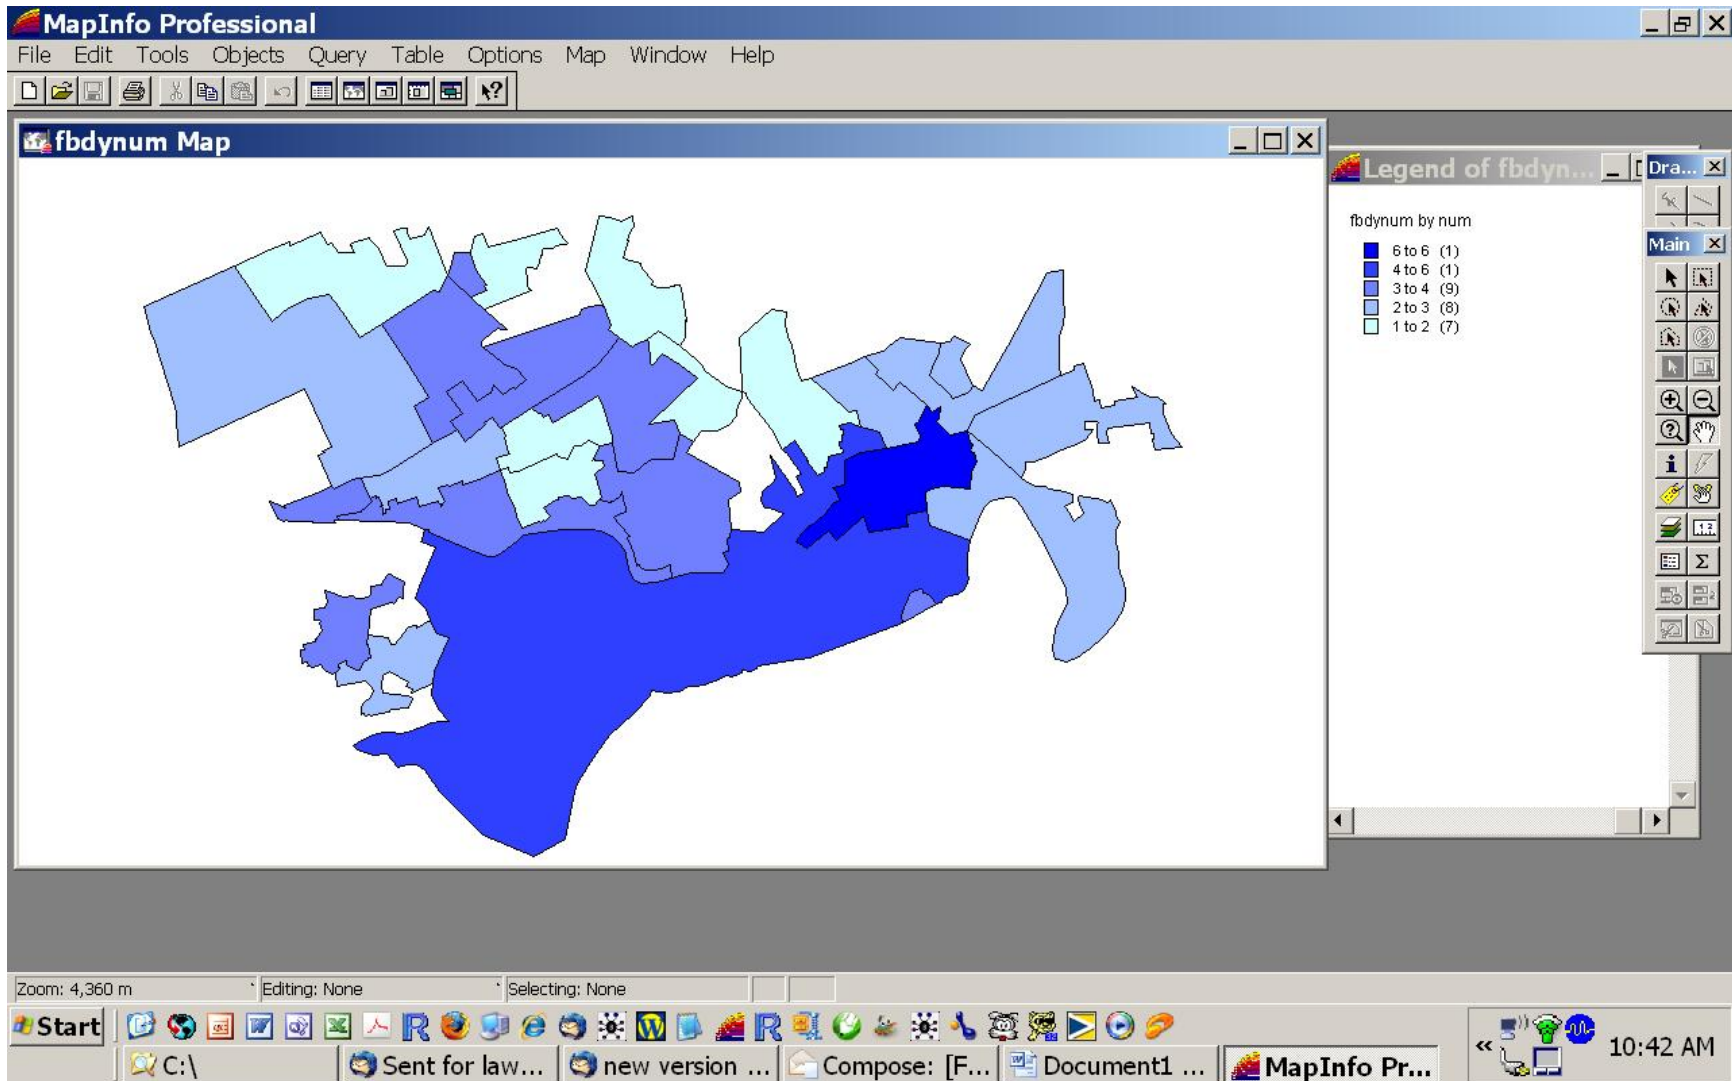 MapInfo Professional
File Edit Tools Objects Query Table Options Map Window Help
fbdynum Map
Legend of fbdyn...
Dra...
fbdynum by num
6 to 6 (1)
4 to 6 (1)
3 to 4 (9)
2 to 3 (8)
1 to 2 (7)
Main
Zoom: 4,360 m
Editing: None
Selecting: None
Start
C:\
Sent for law...
new version ...
Compose: [F...
Document1 ...
MapInfo Pr...
10:42 AM